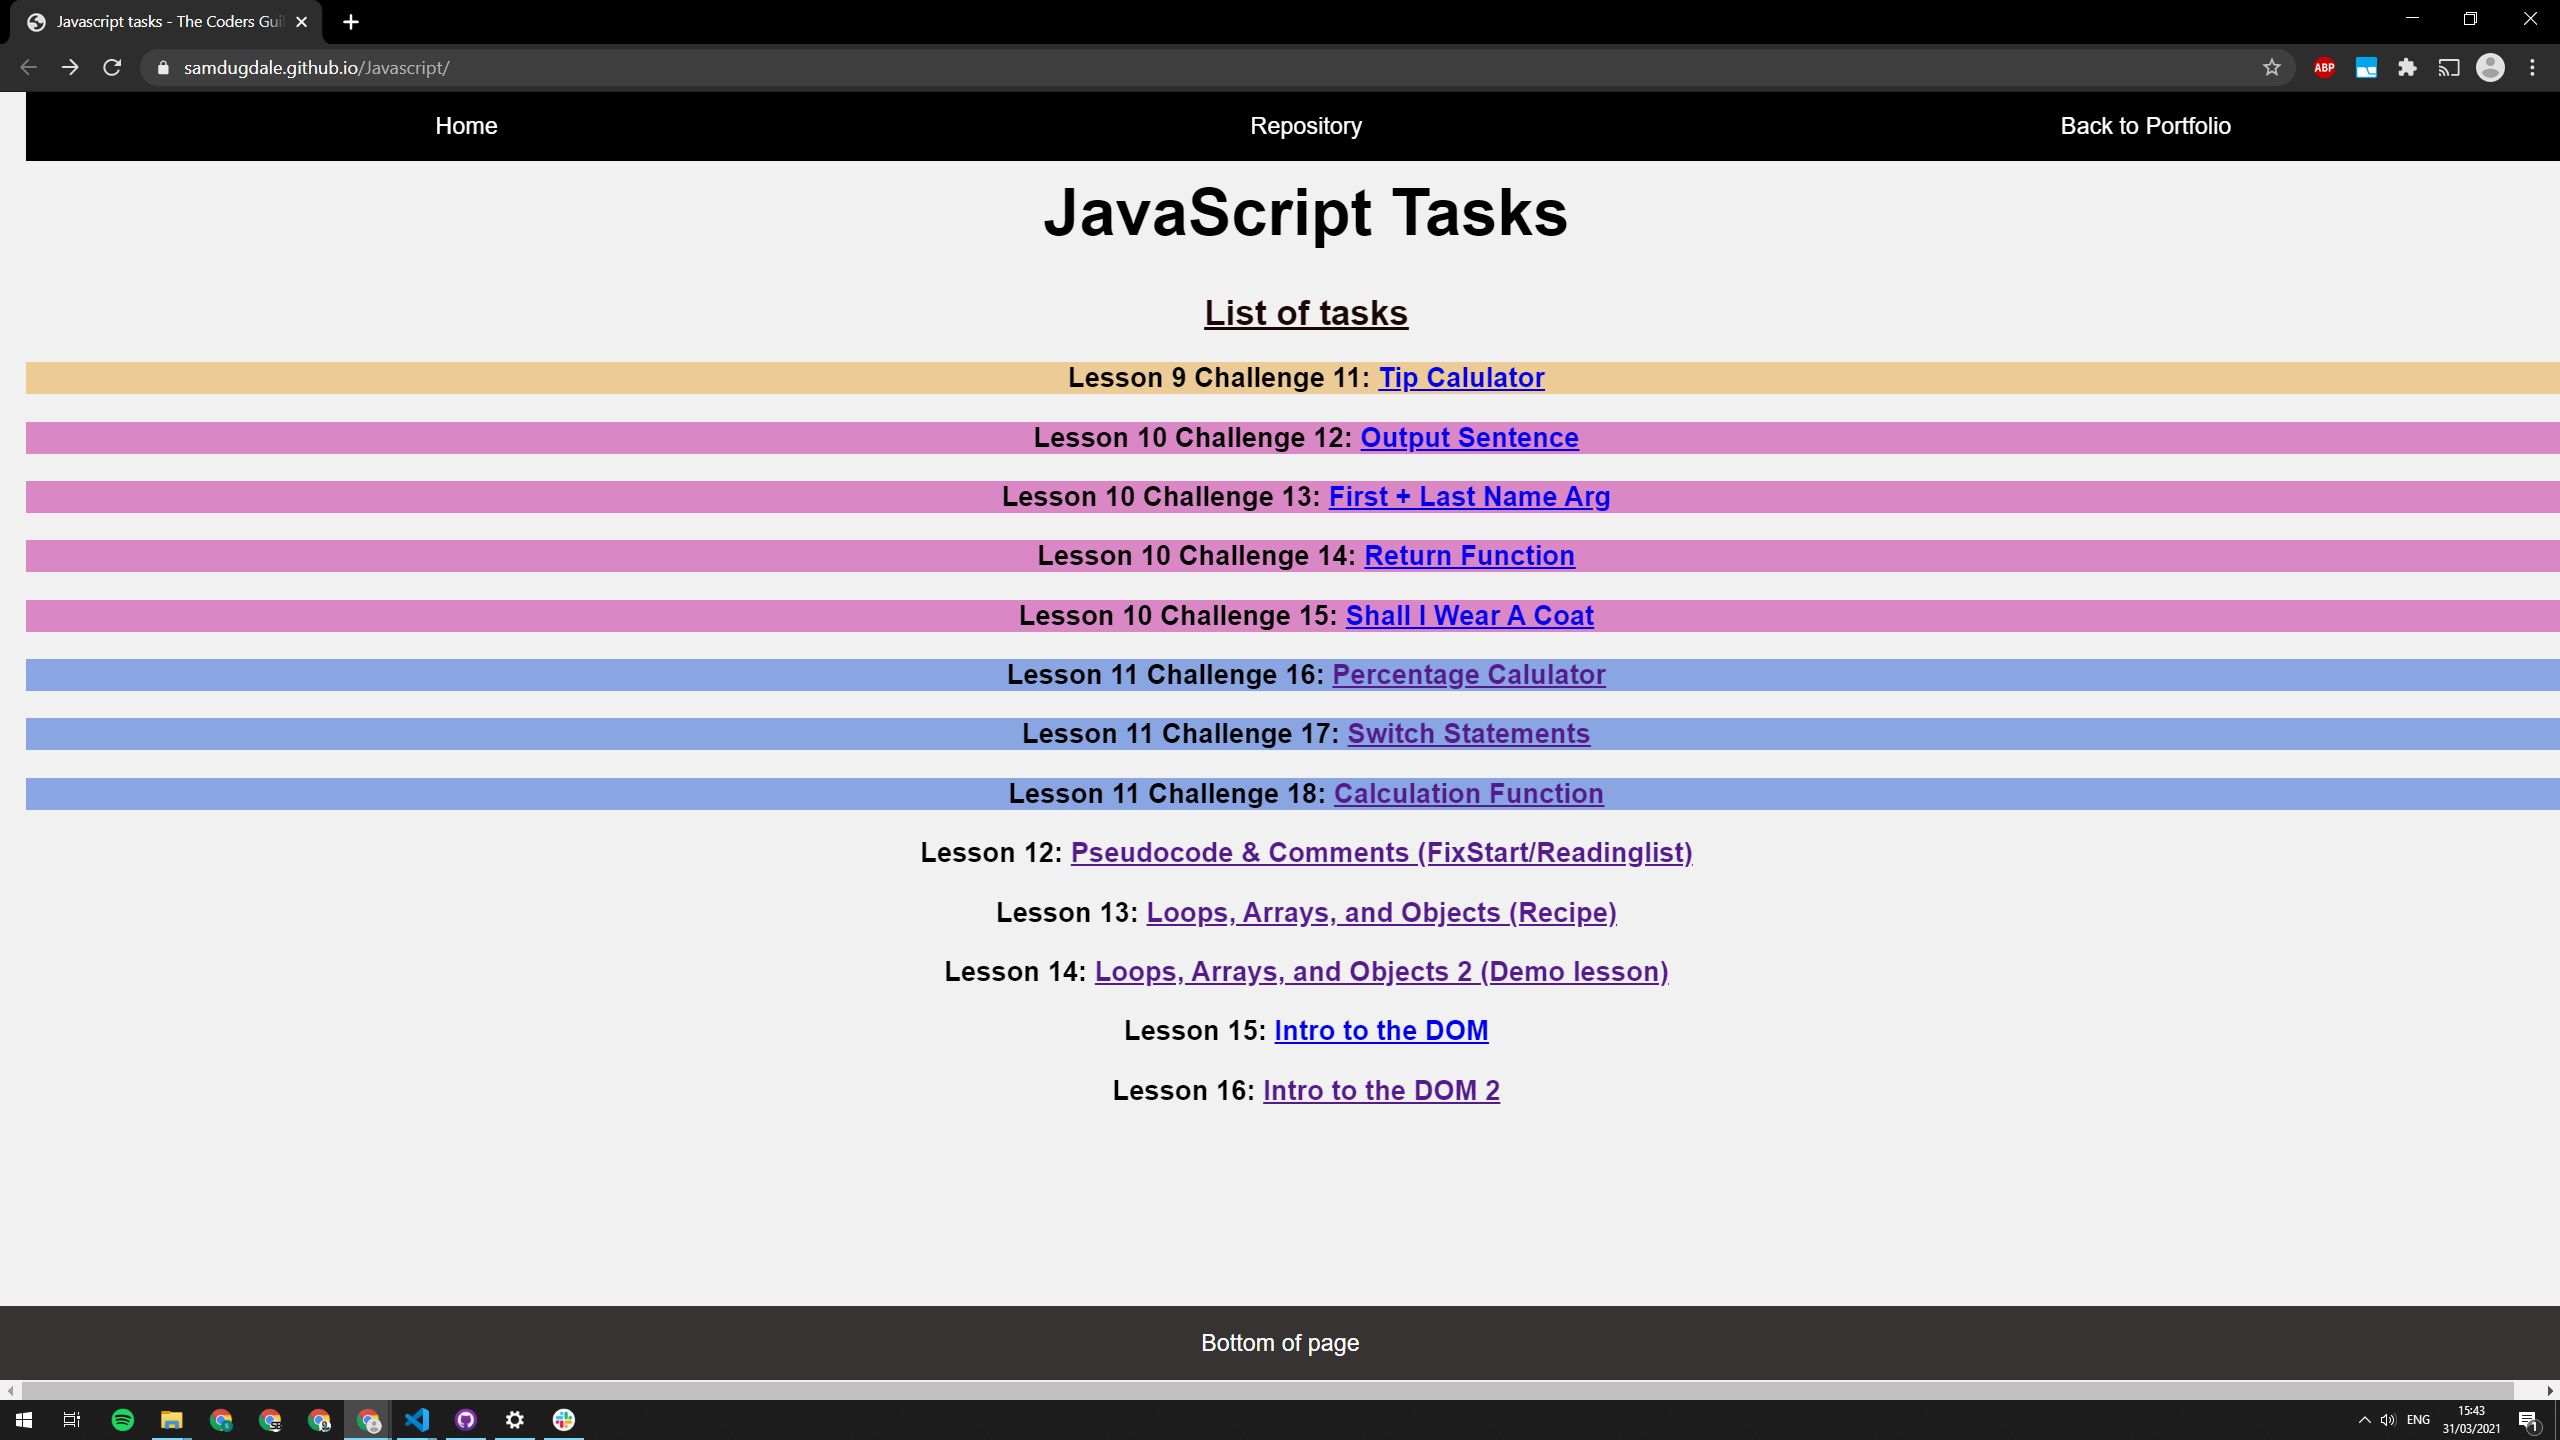 Javascript tasks - The Coders Gui
samdugdale.github.io/Javascript/
ABP
Home
Repository
Back to Portfolio
JavaScript Tasks
List of tasks
Lesson 9 Challenge 11: Tip Calulator
Lesson 10 Challenge 12: Output Sentence
Lesson 10 Challenge 13: First + Last Name Arg
Lesson 10 Challenge 14: Return Function
Lesson 10 Challenge 15: Shall I Wear A Coat
Lesson 11 Challenge 16: Percentage Calulator
Lesson 11 Challenge 17: Switch Statements
Lesson 11 Challenge 18: Calculation Function
Lesson 12: Pseudocode & Comments (FixStart/Readinglist)
Lesson 13: Loops, Arrays, and Objects (Recipe)
Lesson 14: Loops, Arrays, and Objects 2 (Demo lesson)
Lesson 15: Intro to the DOM
Lesson 16: Intro to the DOM 2
Bottom of page
ENG
15:43
31/03/2021
1